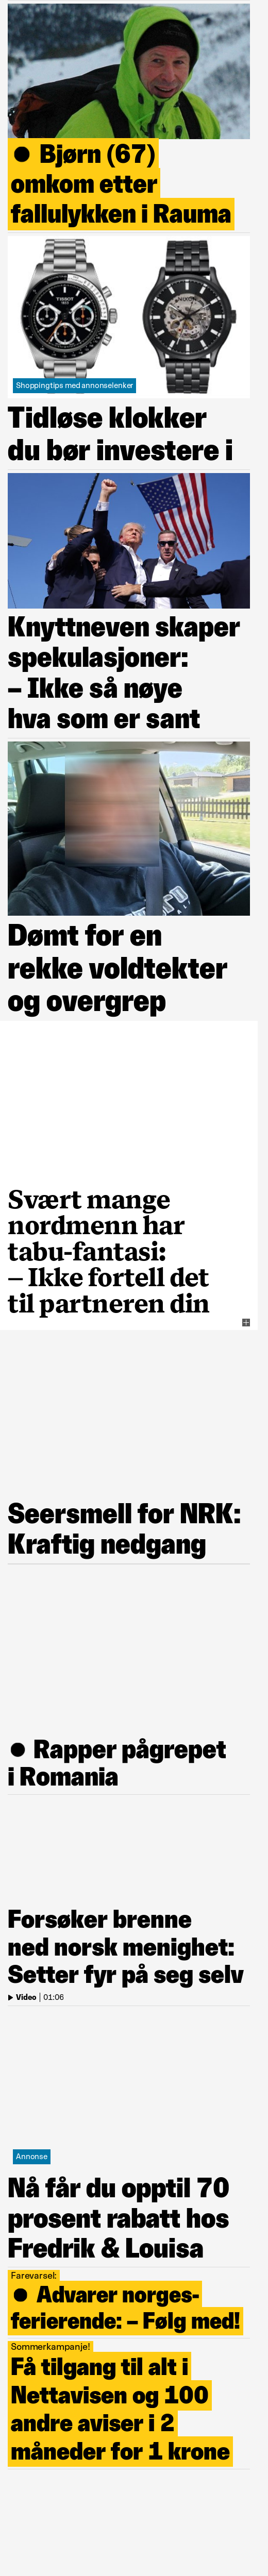 Bjørn (67)
omkom etter
fallulykken i Rauma
TISSOT
NIXON
Shoppingtips med annonselenker
Tidløse klokker
du bør investere i
Knyttneven skaper
spekulasjoner:
– Ikke så nøye
hva som er sant
Dømt for en
rekke voldtekter
og overgrep
Svært mange
nordmenn har
tabu-fantasi:
– Ikke fortell det
til partneren din
Seersmell for NRK:
Kraftig nedgang
Rapper pågrepet
i Romania
Forsøker brenne
ned norsk menighet:
Setter fyr på seg selv
Video | 01:06
Annonse
Nå får du opptil 70
prosent rabatt hos
Fredrik & Louisa
Farevarsel:
Advarer norges-
ferierende: – Følg med!
Sommerkampanje!
Få tilgang til alt i
Nettavisen og 100
andre aviser i 2
måneder for 1 krone